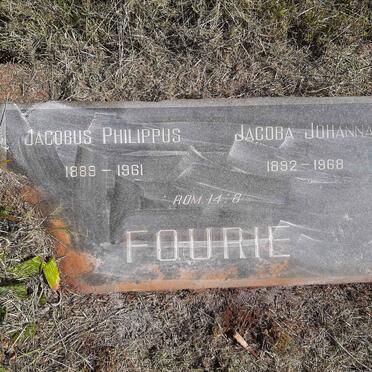 JACOBUS PHILIPPUS JACOBA JOHANNA
1889 – 1961 1892 – 1968
ROM. 14 : 8
FOURIE